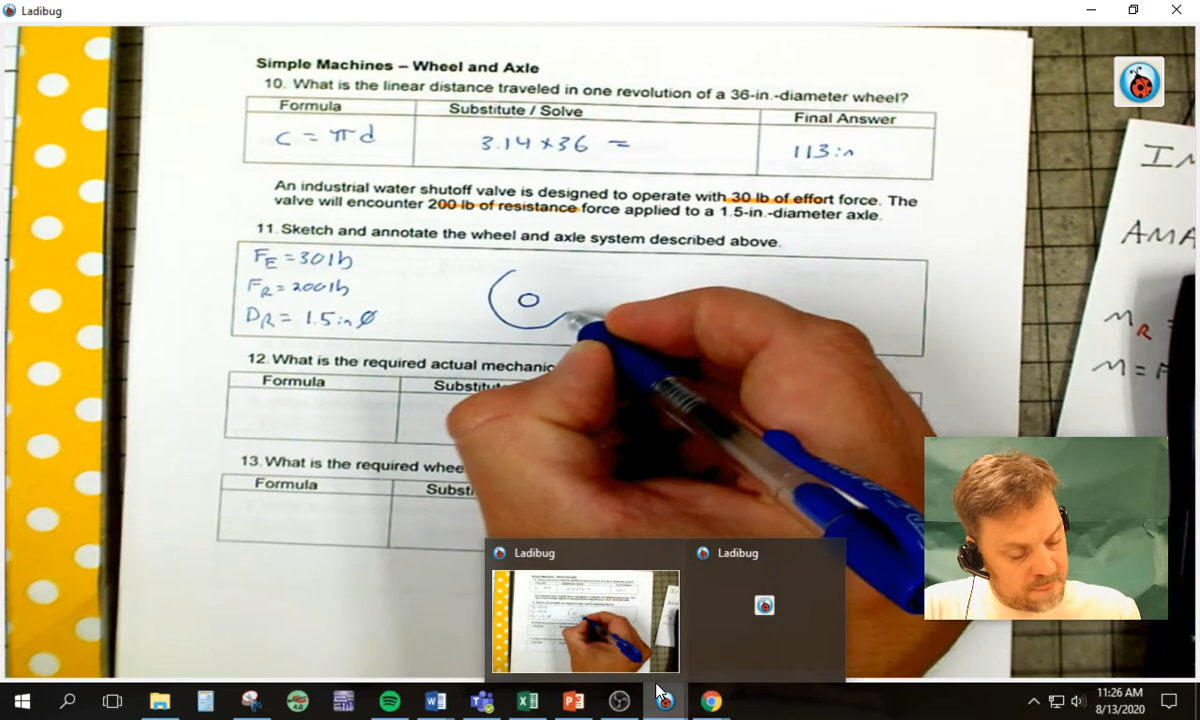 Ladibug
Simple Machines – Wheel and Axle
10. What is the linear distance traveled in one revolution of a 36-in.-diameter wheel?
Formula Substitute / Solve Final Answer
C = πd 3.14 x 36 = 113 in
An industrial water shutoff valve is designed to operate with 30 lb of effort force. The
valve will encounter 200 lb of resistance force applied to a 1.5-in.-diameter axle.
11. Sketch and annotate the wheel and axle system described above.
FE = 30 lb
FR = 200 lb
DR = 1.5 in Ø
12. What is the required actual mechanic
Formula Substitut
13. What is the required whee
Formula Substi
AMA
MR =
M = F
Ladibug Ladibug
11:26 AM
8/13/2020